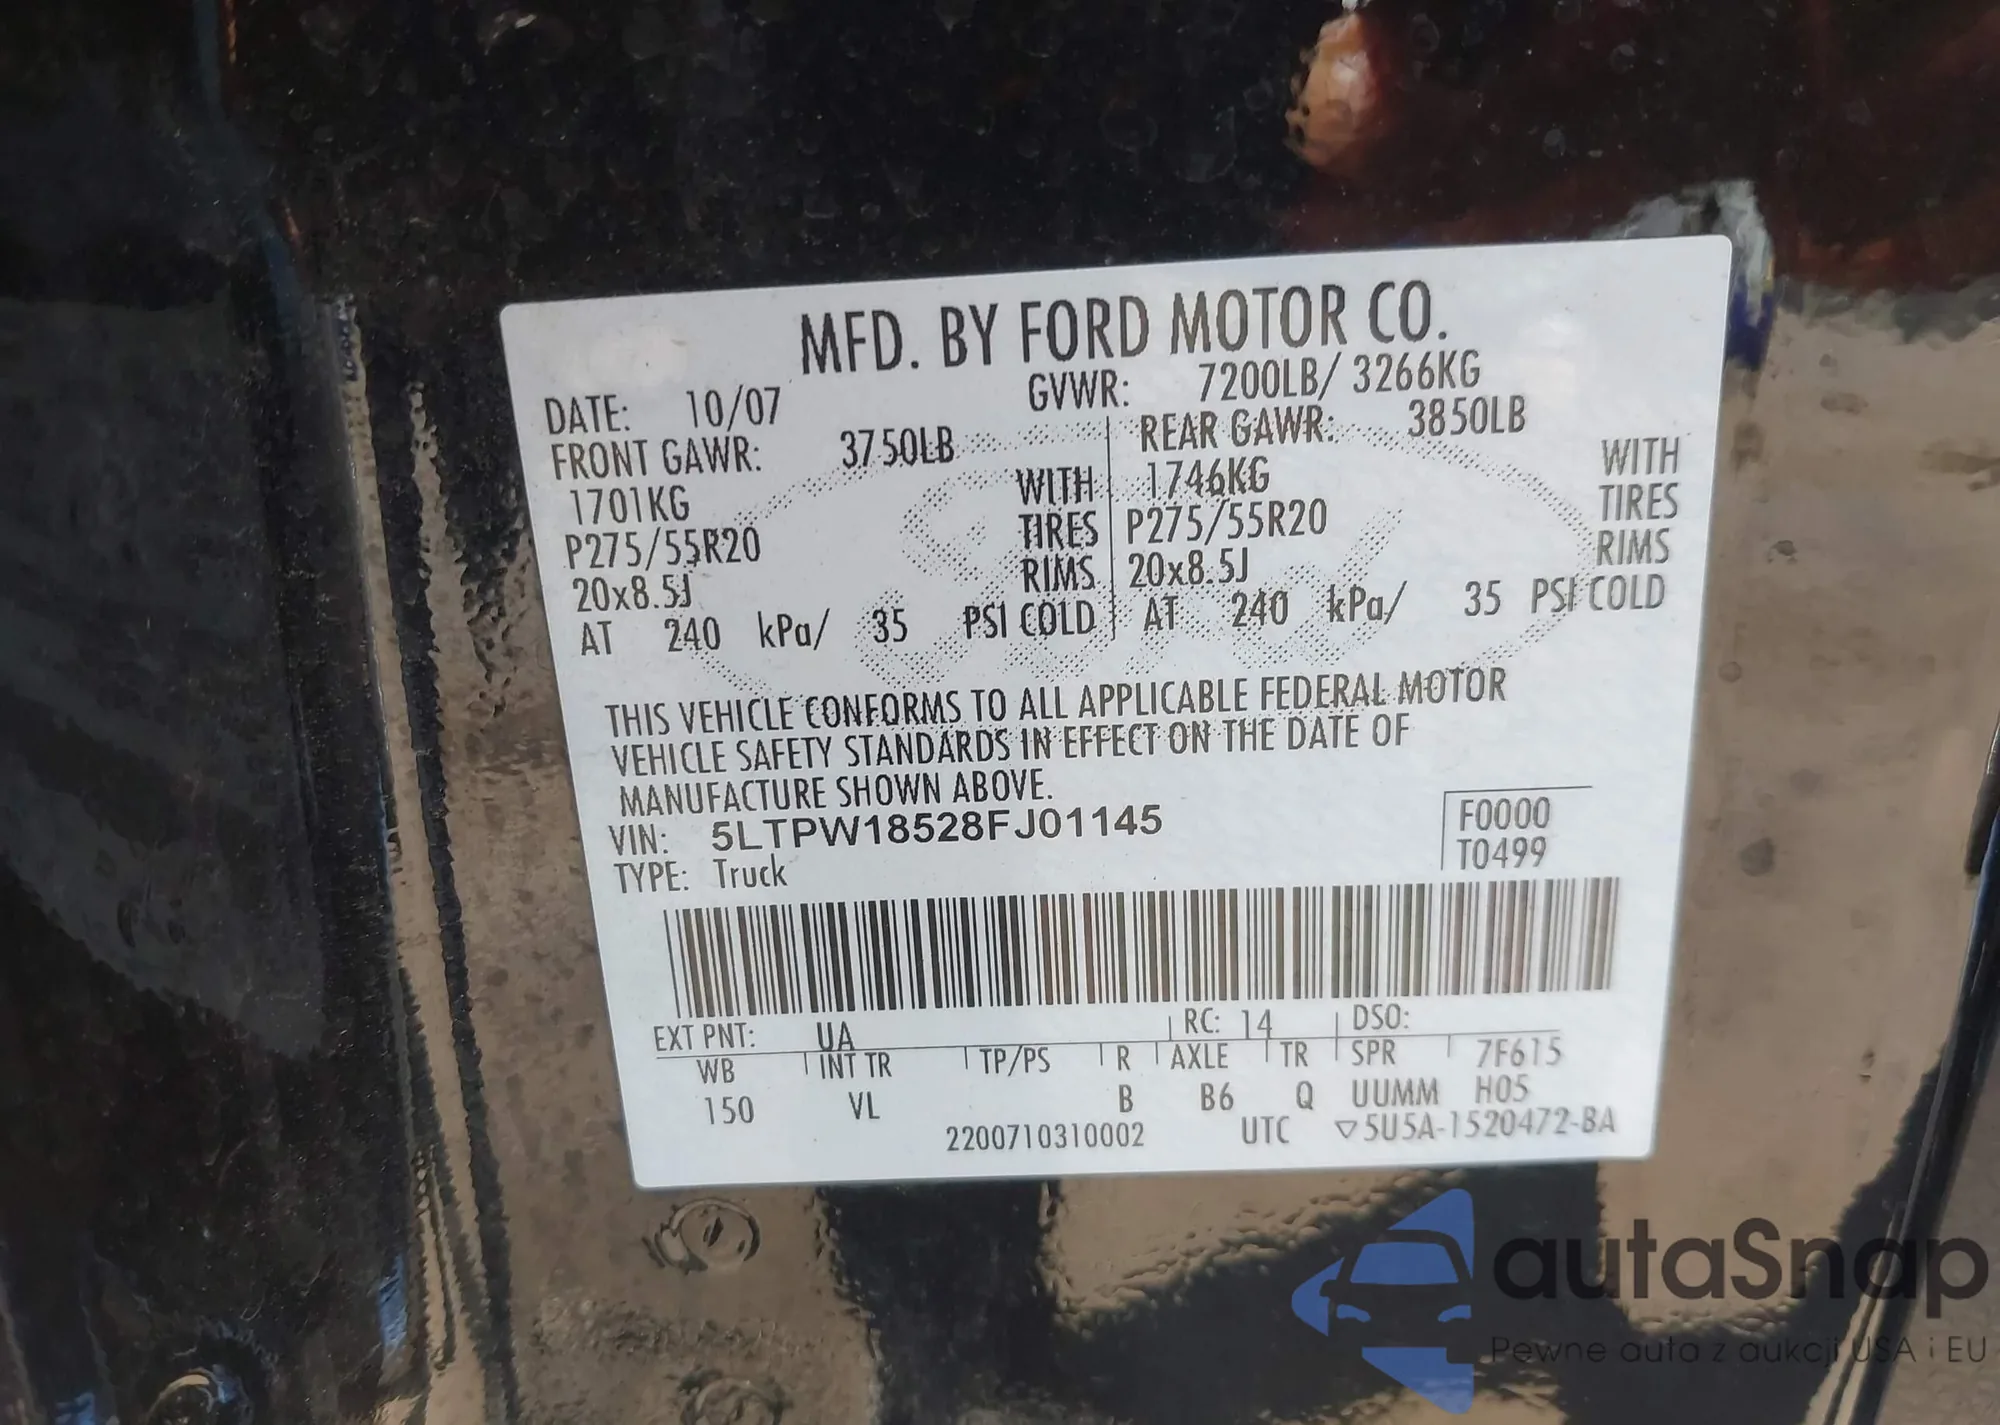 MFD. BY FORD MOTOR CO.
DATE: 10/07 GVWR: 7200LB/ 3266KG
FRONT GAWR: 3750LB REAR GAWR: 3850LB
1701KG WITH 1746KG WITH
P275/55R20 TIRES P275/55R20 TIRES
20x8.5J RIMS 20x8.5J RIMS
AT 240 kPa/ 35 PSI COLD AT 240 kPa/ 35 PSI COLD
THIS VEHICLE CONFORMS TO ALL APPLICABLE FEDERAL MOTOR
VEHICLE SAFETY STANDARDS IN EFFECT ON THE DATE OF
MANUFACTURE SHOWN ABOVE.
VIN: 5LTPW18528FJ01145 F0000
TYPE: Truck T0499
EXT PNT: UA RC: 14 DSO:
WB INT TR TP/PS R AXLE TR SPR 7F615
150 VL B B6 Q UUMM H05
2200710310002 UTC ▽5U5A-1520472-BA
autaSnap
Pewne auta z aukcji USA i EU